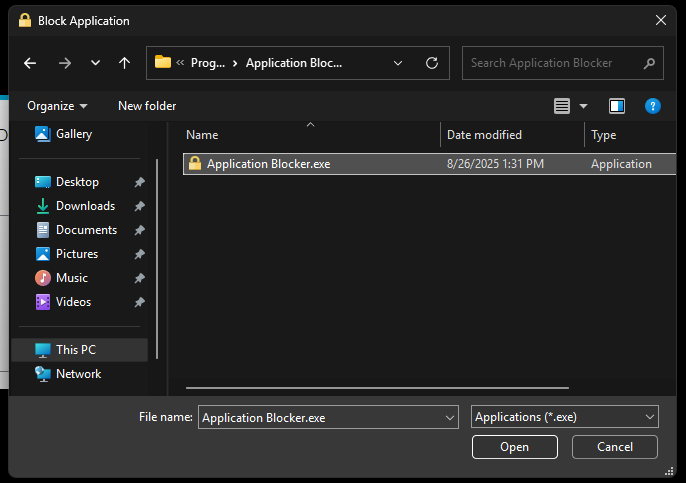 Block Application
« Prog... > Application Bloc...
Search Application Blocker
Organize
New folder
Gallery
Desktop
Downloads
Documents
Pictures
Music
Videos
This PC
Network
Name
Date modified
Type
Application Blocker.exe
8/26/2025 1:31 PM
Application
File name:
Application Blocker.exe
Applications (*.exe)
Open
Cancel